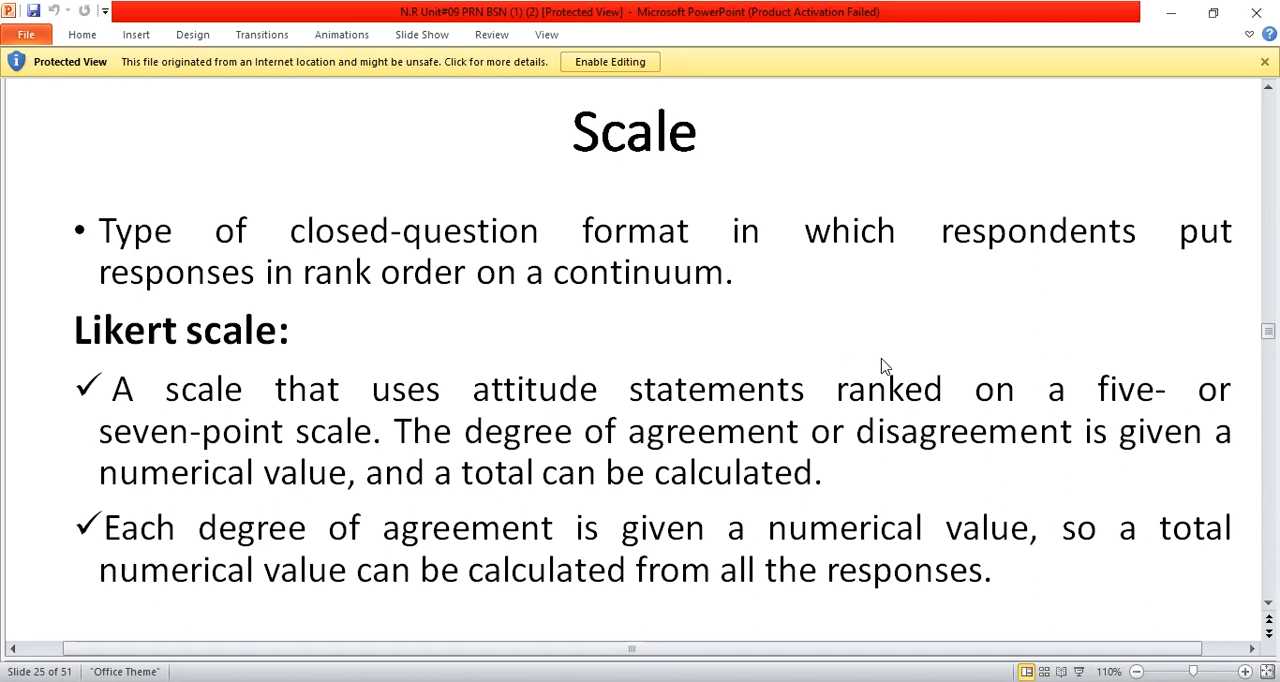 N.R Unit#09 PRN BSN (1) (2) [Protected View] - Microsoft PowerPoint (Product Activation Failed)
File Home Insert Design Transitions Animations Slide Show Review View
Protected View This file originated from an Internet location and might be unsafe. Click for more details. Enable Editing
Scale
• Type of closed-question format in which respondents put
responses in rank order on a continuum.
Likert scale:
✓ A scale that uses attitude statements ranked on a five- or
seven-point scale. The degree of agreement or disagreement is given a
numerical value, and a total can be calculated.
✓Each degree of agreement is given a numerical value, so a total
numerical value can be calculated from all the responses.
Slide 25 of 51 "Office Theme" 110%